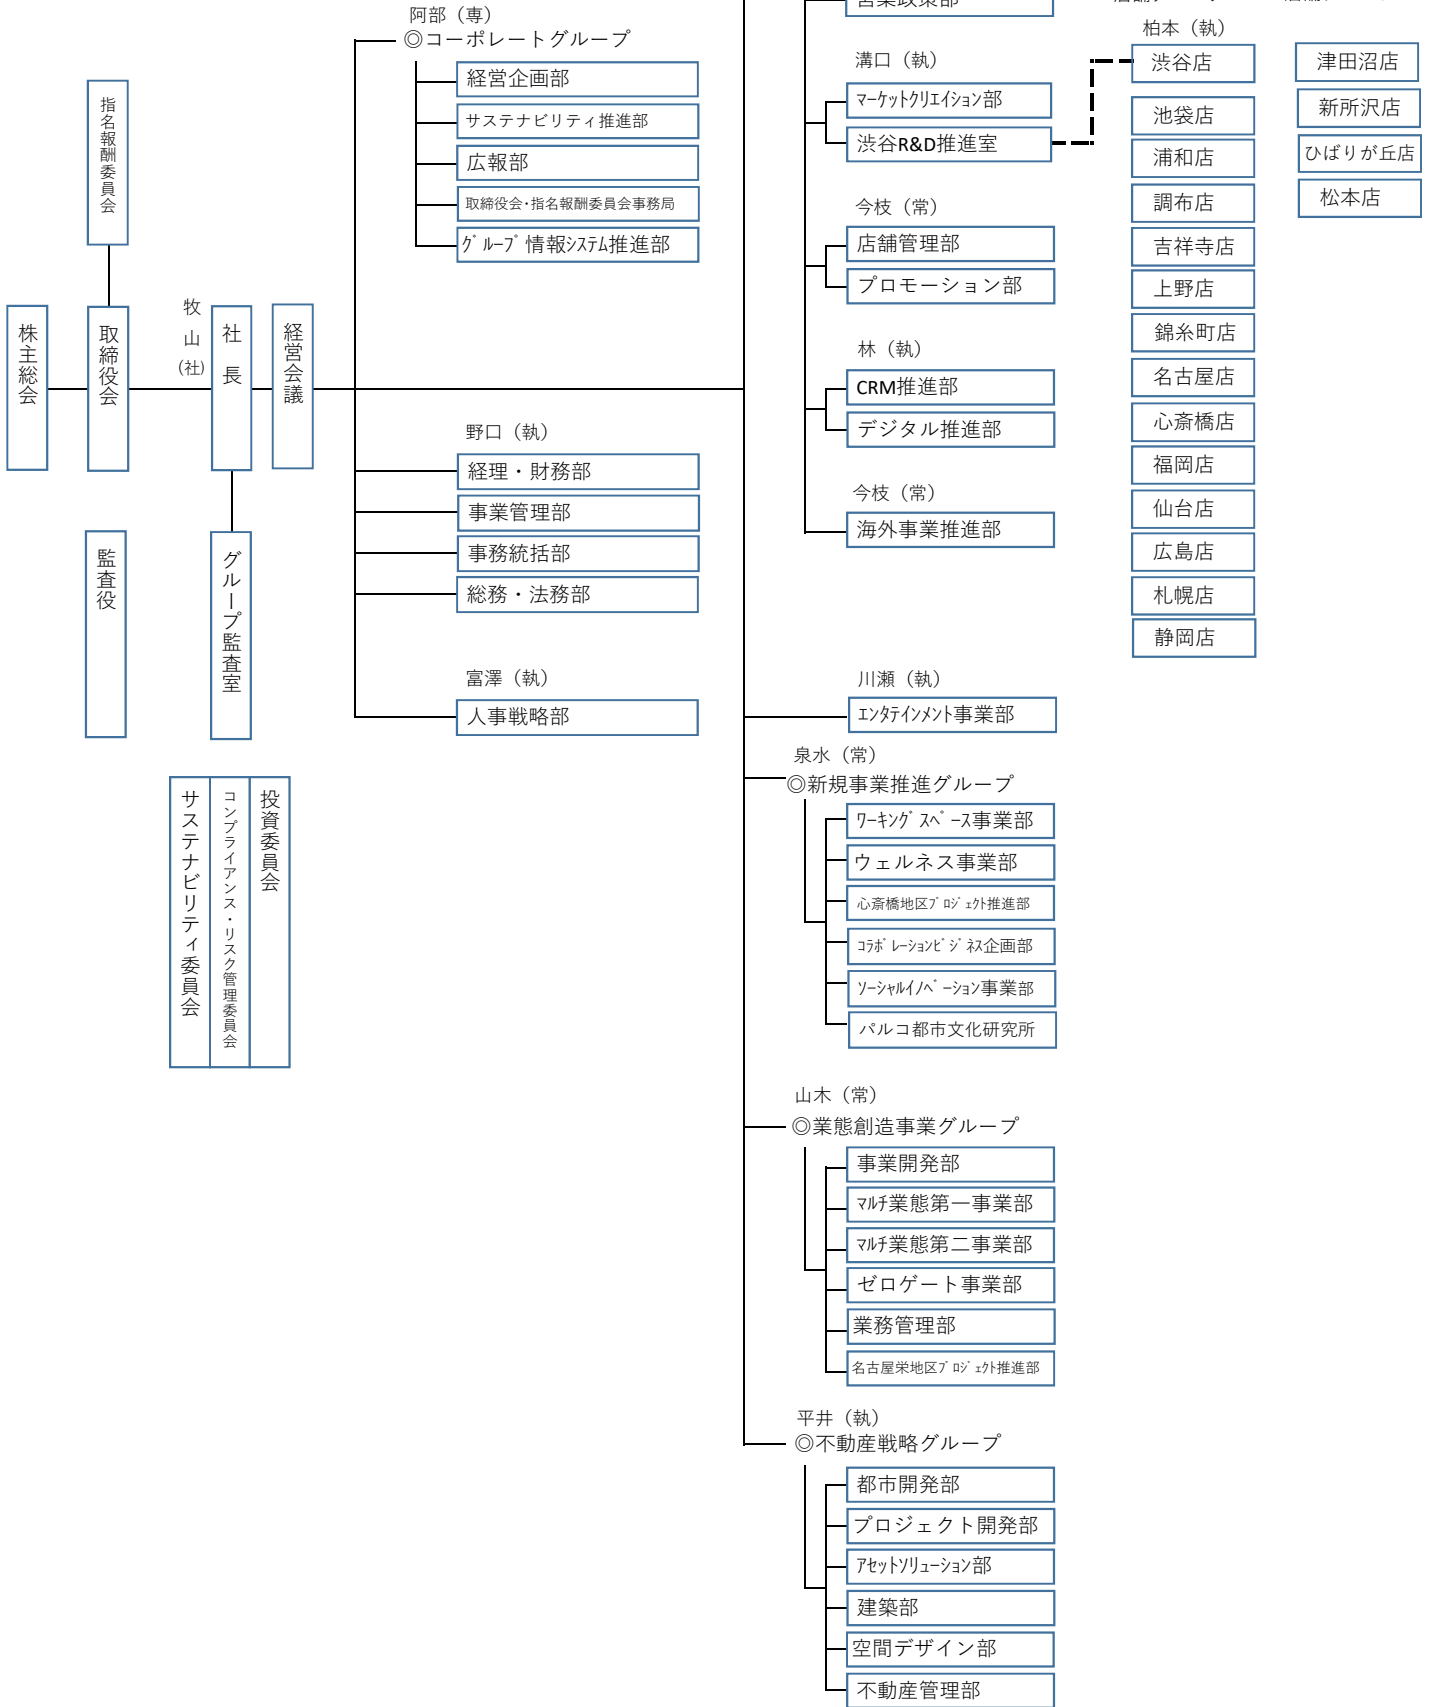 阿部（専）
◎コーポレートグループ
経営企画部
サステナビリティ推進部
広報部
取締役会・指名報酬委員会事務局
ｸﾞﾙｰﾌﾟ情報ｼｽﾃﾑ推進部
指名報酬委員会
株主総会
取締役会
牧山
(社)
社長
経営会議
野口（執）
経理・財務部
事業管理部
事務統括部
総務・法務部
富澤（執）
人事戦略部
監査役
グループ監査室
サステナビリティ委員会
コンプライアンス・リスク管理委員会
投資委員会
営業政策部
溝口（執）
ﾏｰｹｯﾄｸﾘｴｲｼｮﾝ部
渋谷R&D推進室
今枝（常）
店舗管理部
プロモーション部
林（執）
CRM推進部
デジタル推進部
今枝（常）
海外事業推進部
柏本（執）
渋谷店
池袋店
浦和店
調布店
吉祥寺店
上野店
錦糸町店
名古屋店
心斎橋店
福岡店
仙台店
広島店
札幌店
静岡店
津田沼店
新所沢店
ひばりが丘店
松本店
川瀬（執）
ｴﾝﾀﾃｲﾝﾒﾝﾄ事業部
泉水（常）
◎新規事業推進グループ
ﾜｰｷﾝｸﾞｽﾍﾟｰｽ事業部
ウェルネス事業部
心斎橋地区ﾌﾟﾛｼﾞｪｸﾄ推進部
ｺﾗﾎﾞﾚｰｼｮﾝﾋﾞｼﾞﾈｽ企画部
ｿｰｼｬﾙｲﾉﾍﾞｰｼｮﾝ事業部
パルコ都市文化研究所
山木（常）
◎業態創造事業グループ
事業開発部
ﾏﾙﾁ業態第一事業部
ﾏﾙﾁ業態第二事業部
ゼロゲート事業部
業務管理部
名古屋栄地区ﾌﾟﾛｼﾞｪｸﾄ推進部
平井（執）
◎不動産戦略グループ
都市開発部
プロジェクト開発部
ｱｾｯﾄｿﾘｭｰｼｮﾝ部
建築部
空間デザイン部
不動産管理部